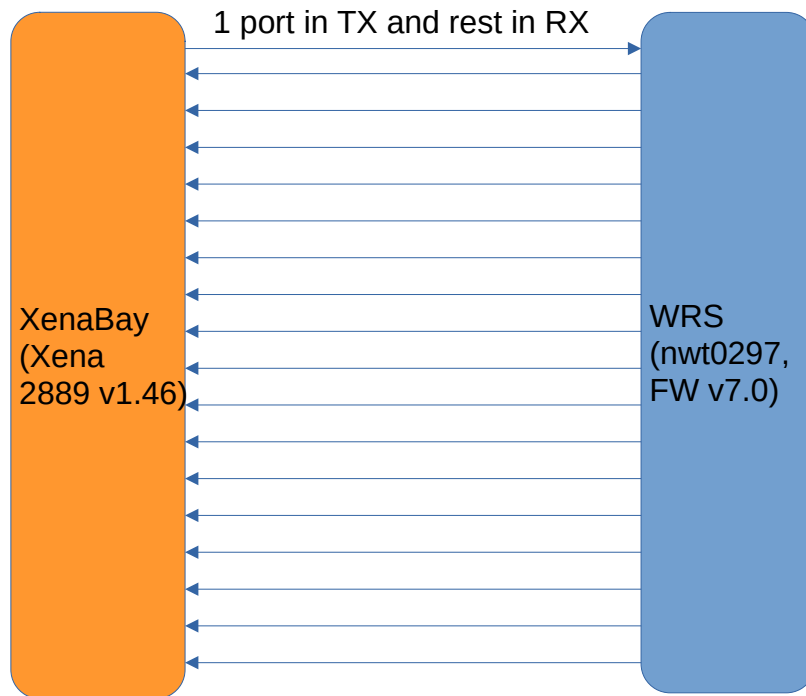 1 port in TX and rest in RX
XenaBay
(Xena
2889 v1.46)
WRS
(nwt0297,
FW v7.0)